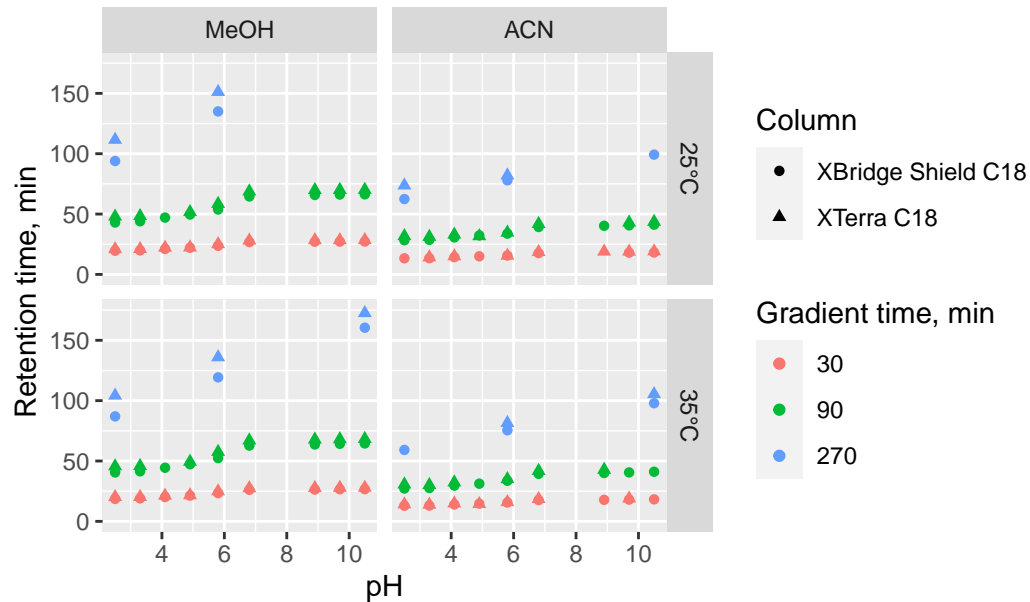 MeOH
ACN
150
100
50
0
25°C
150
100
50
0
35°C
4
6
8
10
4
6
8
10
Retention time, min
pH
Column
XBridge Shield C18
XTerra C18
Gradient time, min
30
90
270